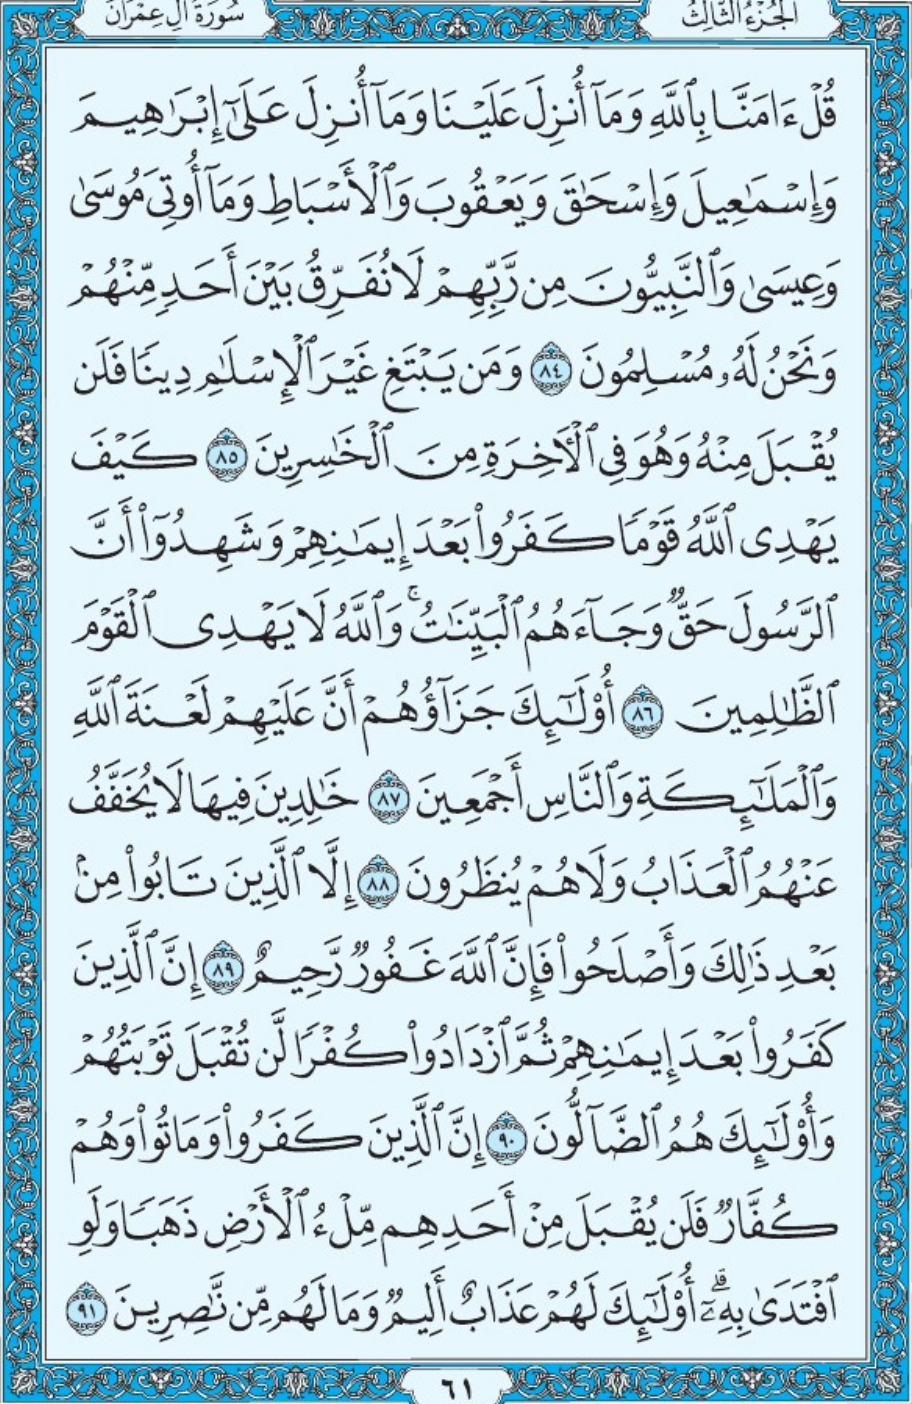 سُورَةُ آلِ عِمْرَانَ
الجُزْءُ الثَّالِثُ
قُلْ ءَامَنَّا بِٱللَّهِ وَمَآ أُنزِلَ عَلَيْنَا وَمَآ أُنزِلَ عَلَىٰٓ إِبْرَٰهِيمَ
وَإِسْمَٰعِيلَ وَإِسْحَٰقَ وَيَعْقُوبَ وَٱلْأَسْبَاطِ وَمَآ أُوتِىَ مُوسَىٰ
وَعِيسَىٰ وَٱلنَّبِيُّونَ مِن رَّبِّهِمْ لَا نُفَرِّقُ بَيْنَ أَحَدٍ مِّنْهُمْ
وَنَحْنُ لَهُۥ مُسْلِمُونَ ٨٤ وَمَن يَبْتَغِ غَيْرَ ٱلْإِسْلَٰمِ دِينًا فَلَن
يُقْبَلَ مِنْهُ وَهُوَ فِى ٱلْأَخِرَةِ مِنَ ٱلْخَٰسِرِينَ ٨٥ كَيْفَ
يَهْدِى ٱللَّهُ قَوْمًا كَفَرُوا۟ بَعْدَ إِيمَٰنِهِمْ وَشَهِدُوٓا۟ أَنَّ
ٱلرَّسُولَ حَقٌّ وَجَآءَهُمُ ٱلْبَيِّنَٰتُ ۚ وَٱللَّهُ لَا يَهْدِى ٱلْقَوْمَ
ٱلظَّٰلِمِينَ ٨٦ أُو۟لَٰٓئِكَ جَزَآؤُهُمْ أَنَّ عَلَيْهِمْ لَعْنَةَ ٱللَّهِ
وَٱلْمَلَٰٓئِكَةِ وَٱلنَّاسِ أَجْمَعِينَ ٨٧ خَٰلِدِينَ فِيهَا لَا يُخَفَّفُ
عَنْهُمُ ٱلْعَذَابُ وَلَا هُمْ يُنظَرُونَ ٨٨ إِلَّا ٱلَّذِينَ تَابُوا۟ مِنۢ
بَعْدِ ذَٰلِكَ وَأَصْلَحُوا۟ فَإِنَّ ٱللَّهَ غَفُورٌ رَّحِيمٌ ٨٩ إِنَّ ٱلَّذِينَ
كَفَرُوا۟ بَعْدَ إِيمَٰنِهِمْ ثُمَّ ٱزْدَادُوا۟ كُفْرًا لَّن تُقْبَلَ تَوْبَتُهُمْ
وَأُو۟لَٰٓئِكَ هُمُ ٱلضَّآلُّونَ ٩٠ إِنَّ ٱلَّذِينَ كَفَرُوا۟ وَمَاتُوا۟ وَهُمْ
كُفَّارٌ فَلَن يُقْبَلَ مِنْ أَحَدِهِم مِّلْءُ ٱلْأَرْضِ ذَهَبًا وَلَوِ
ٱفْتَدَىٰ بِهِۦٓ ۗ أُو۟لَٰٓئِكَ لَهُمْ عَذَابٌ أَلِيمٌ وَمَا لَهُم مِّن نَّٰصِرِينَ ٩١
٦١